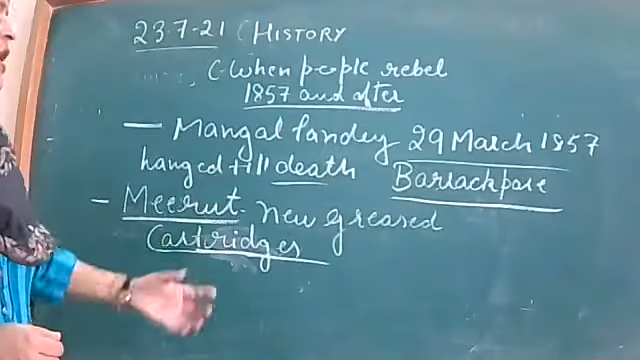 23-7-21 HISTORY
C-When people rebel
1857 and after
— Mangal Pandey 29 March 1857
hanged till death Barrackpore
- Meerut- new greased
Cartridges